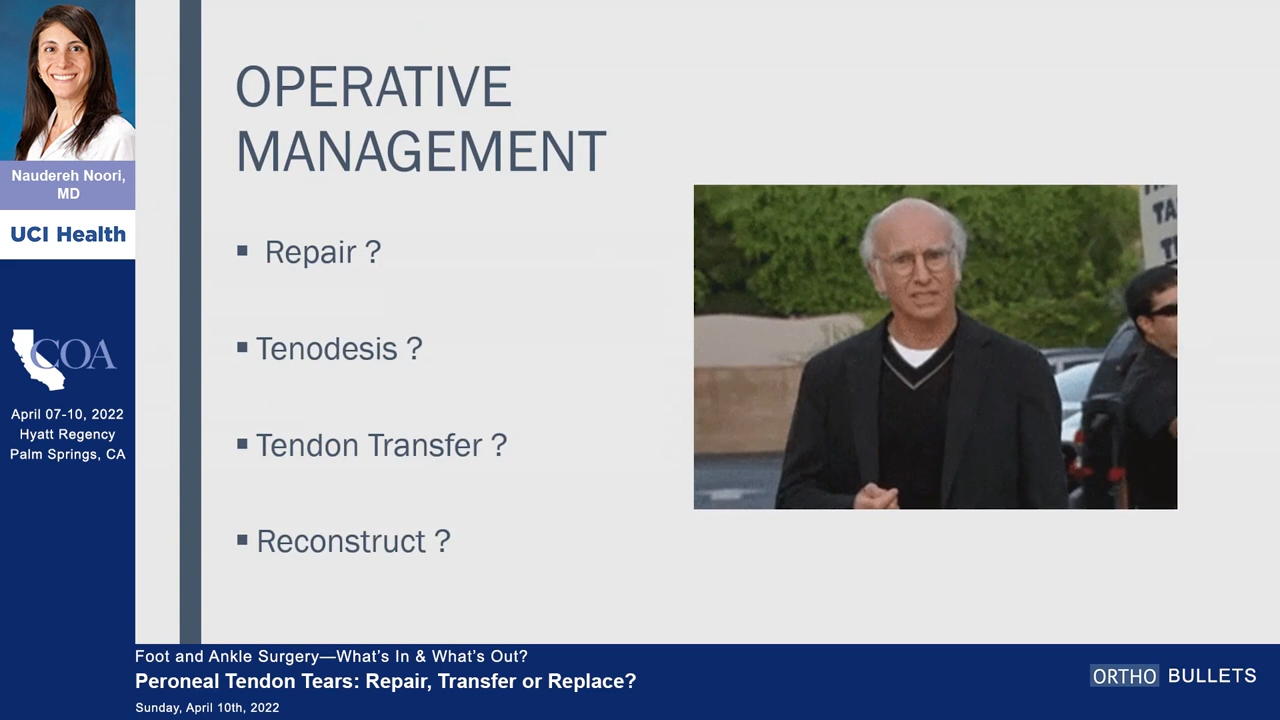 Naudereh Noori,
MD
UCI Health
COA
April 07-10, 2022
Hyatt Regency
Palm Springs, CA
OPERATIVE
MANAGEMENT
▪ Repair ?
▪ Tenodesis ?
▪ Tendon Transfer ?
▪ Reconstruct ?
TA
Foot and Ankle Surgery—What's In & What's Out?
Peroneal Tendon Tears: Repair, Transfer or Replace?
Sunday, April 10th, 2022
ORTHO BULLETS